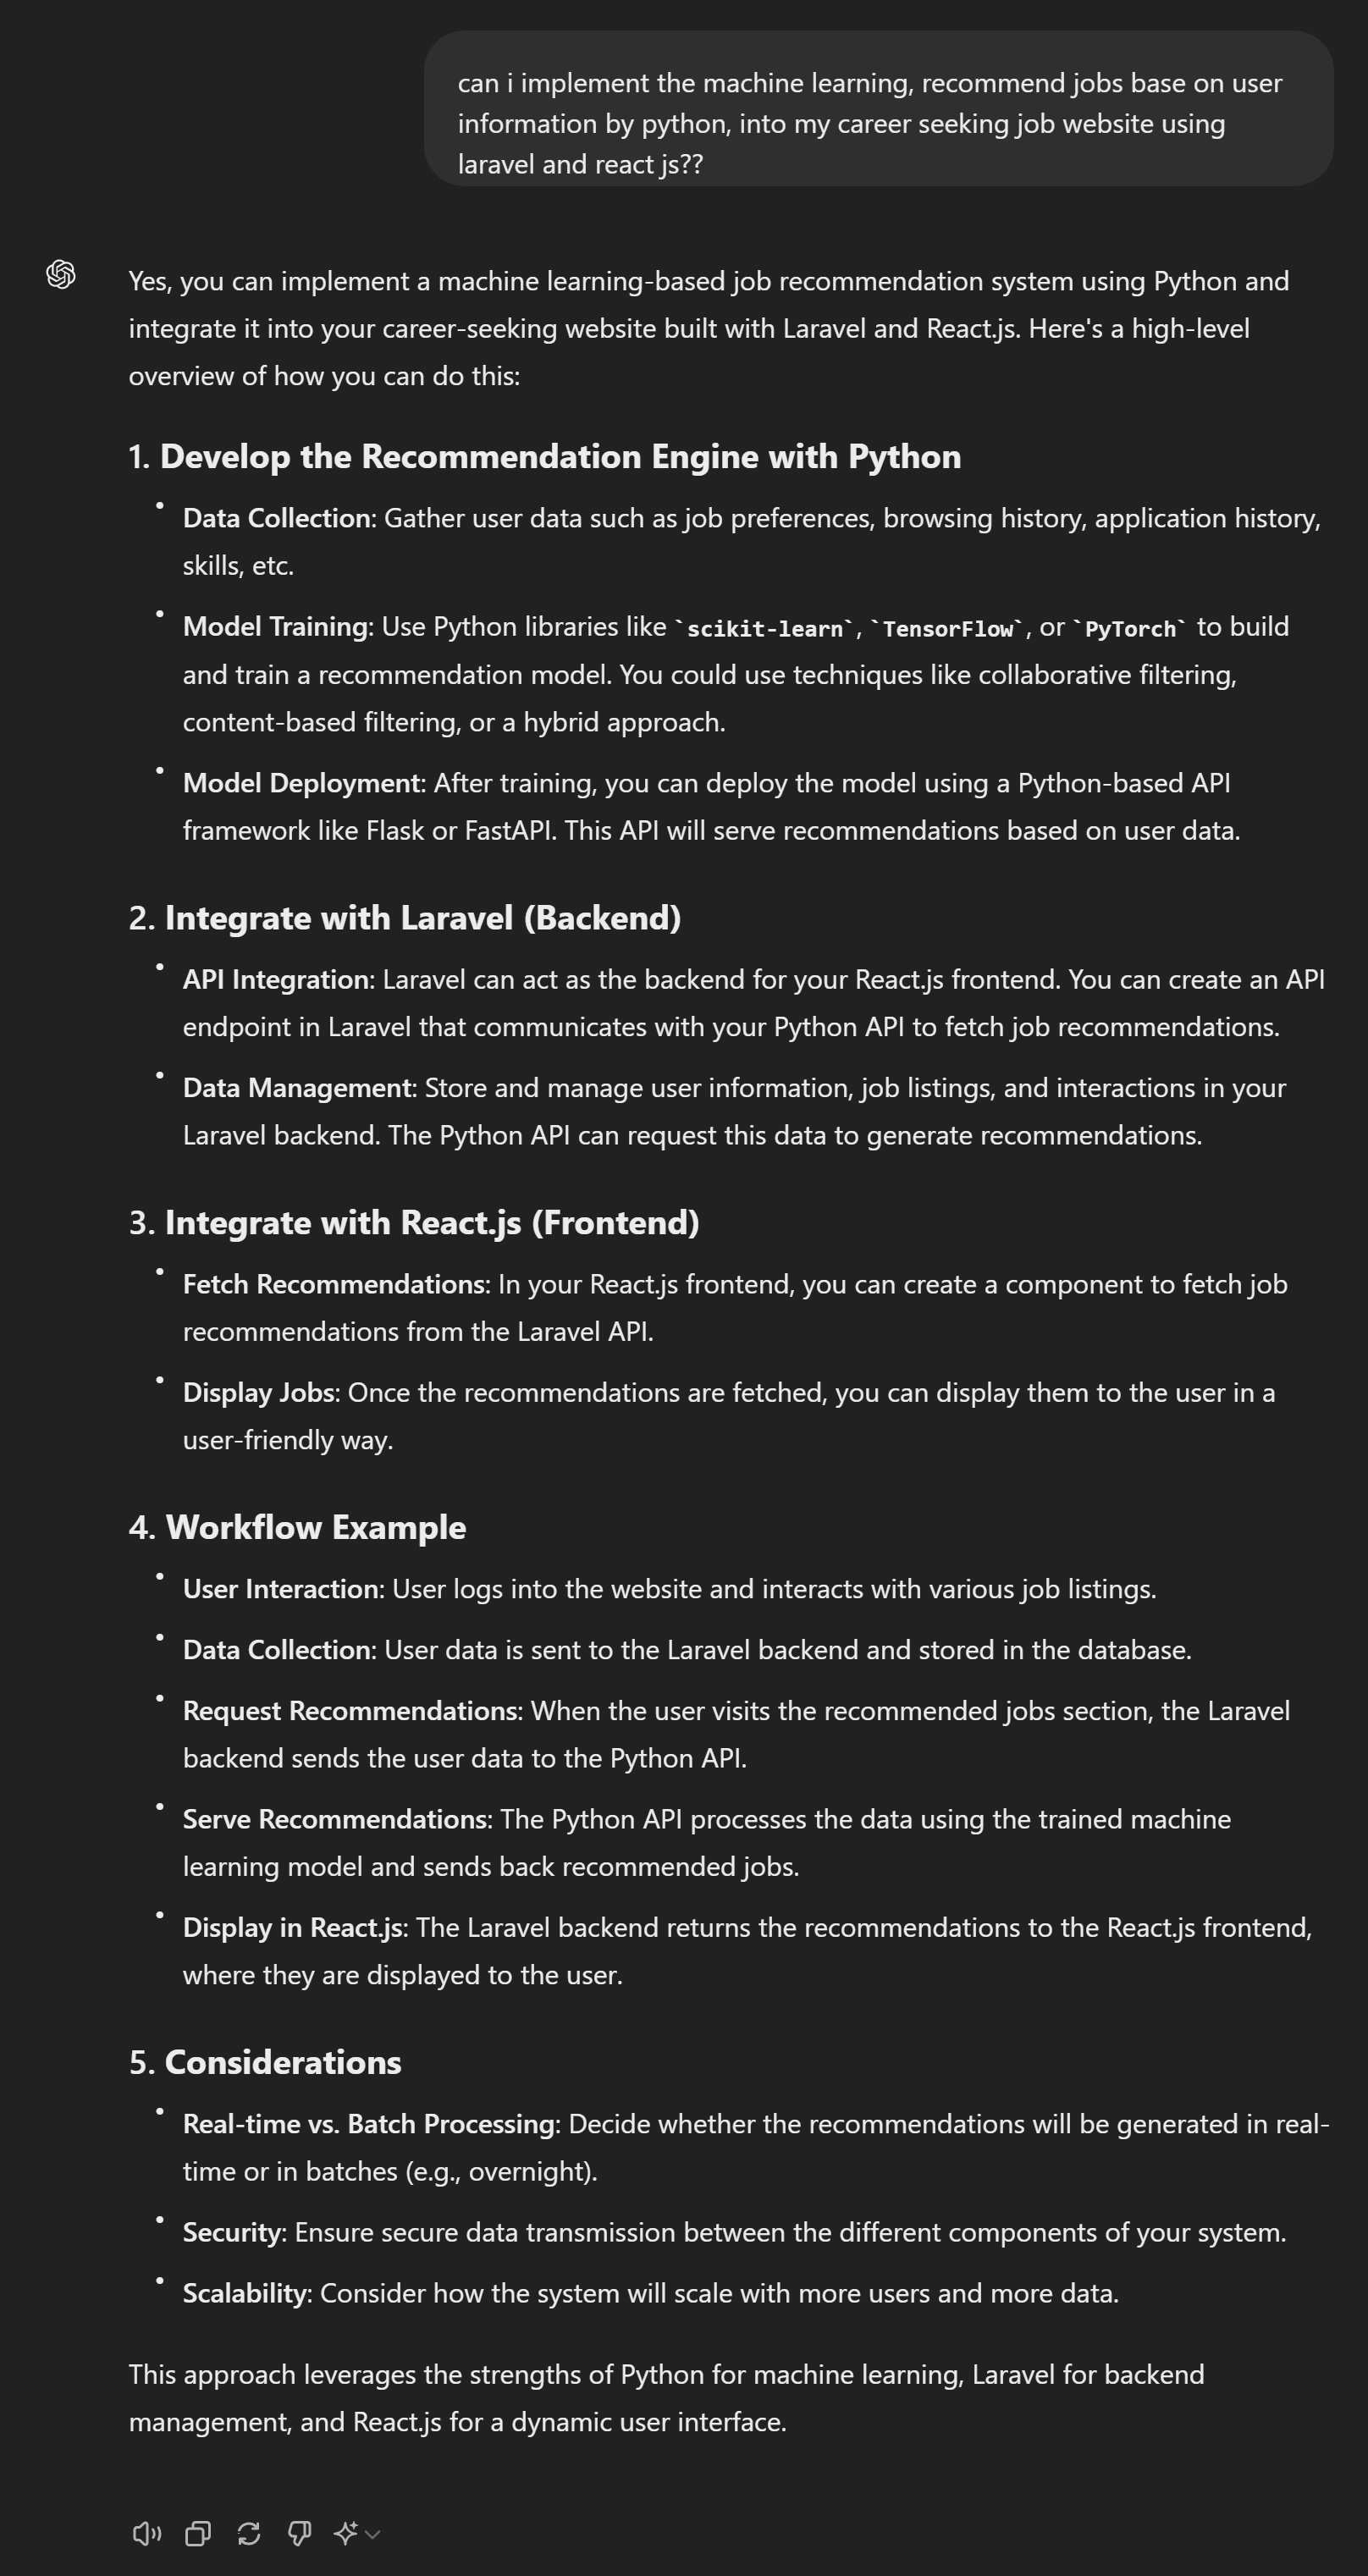 can i implement the machine learning, recommend jobs base on user
information by python, into my career seeking job website using
laravel and react js??
Yes, you can implement a machine learning-based job recommendation system using Python and
integrate it into your career-seeking website built with Laravel and React.js. Here's a high-level
overview of how you can do this:
1. Develop the Recommendation Engine with Python
• Data Collection: Gather user data such as job preferences, browsing history, application history,
skills, etc.
• Model Training: Use Python libraries like `scikit-learn`, `TensorFlow`, or `PyTorch` to build
and train a recommendation model. You could use techniques like collaborative filtering,
content-based filtering, or a hybrid approach.
• Model Deployment: After training, you can deploy the model using a Python-based API
framework like Flask or FastAPI. This API will serve recommendations based on user data.
2. Integrate with Laravel (Backend)
• API Integration: Laravel can act as the backend for your React.js frontend. You can create an API
endpoint in Laravel that communicates with your Python API to fetch job recommendations.
• Data Management: Store and manage user information, job listings, and interactions in your
Laravel backend. The Python API can request this data to generate recommendations.
3. Integrate with React.js (Frontend)
• Fetch Recommendations: In your React.js frontend, you can create a component to fetch job
recommendations from the Laravel API.
• Display Jobs: Once the recommendations are fetched, you can display them to the user in a
user-friendly way.
4. Workflow Example
• User Interaction: User logs into the website and interacts with various job listings.
• Data Collection: User data is sent to the Laravel backend and stored in the database.
• Request Recommendations: When the user visits the recommended jobs section, the Laravel
backend sends the user data to the Python API.
• Serve Recommendations: The Python API processes the data using the trained machine
learning model and sends back recommended jobs.
• Display in React.js: The Laravel backend returns the recommendations to the React.js frontend,
where they are displayed to the user.
5. Considerations
• Real-time vs. Batch Processing: Decide whether the recommendations will be generated in real-
time or in batches (e.g., overnight).
• Security: Ensure secure data transmission between the different components of your system.
• Scalability: Consider how the system will scale with more users and more data.
This approach leverages the strengths of Python for machine learning, Laravel for backend
management, and React.js for a dynamic user interface.